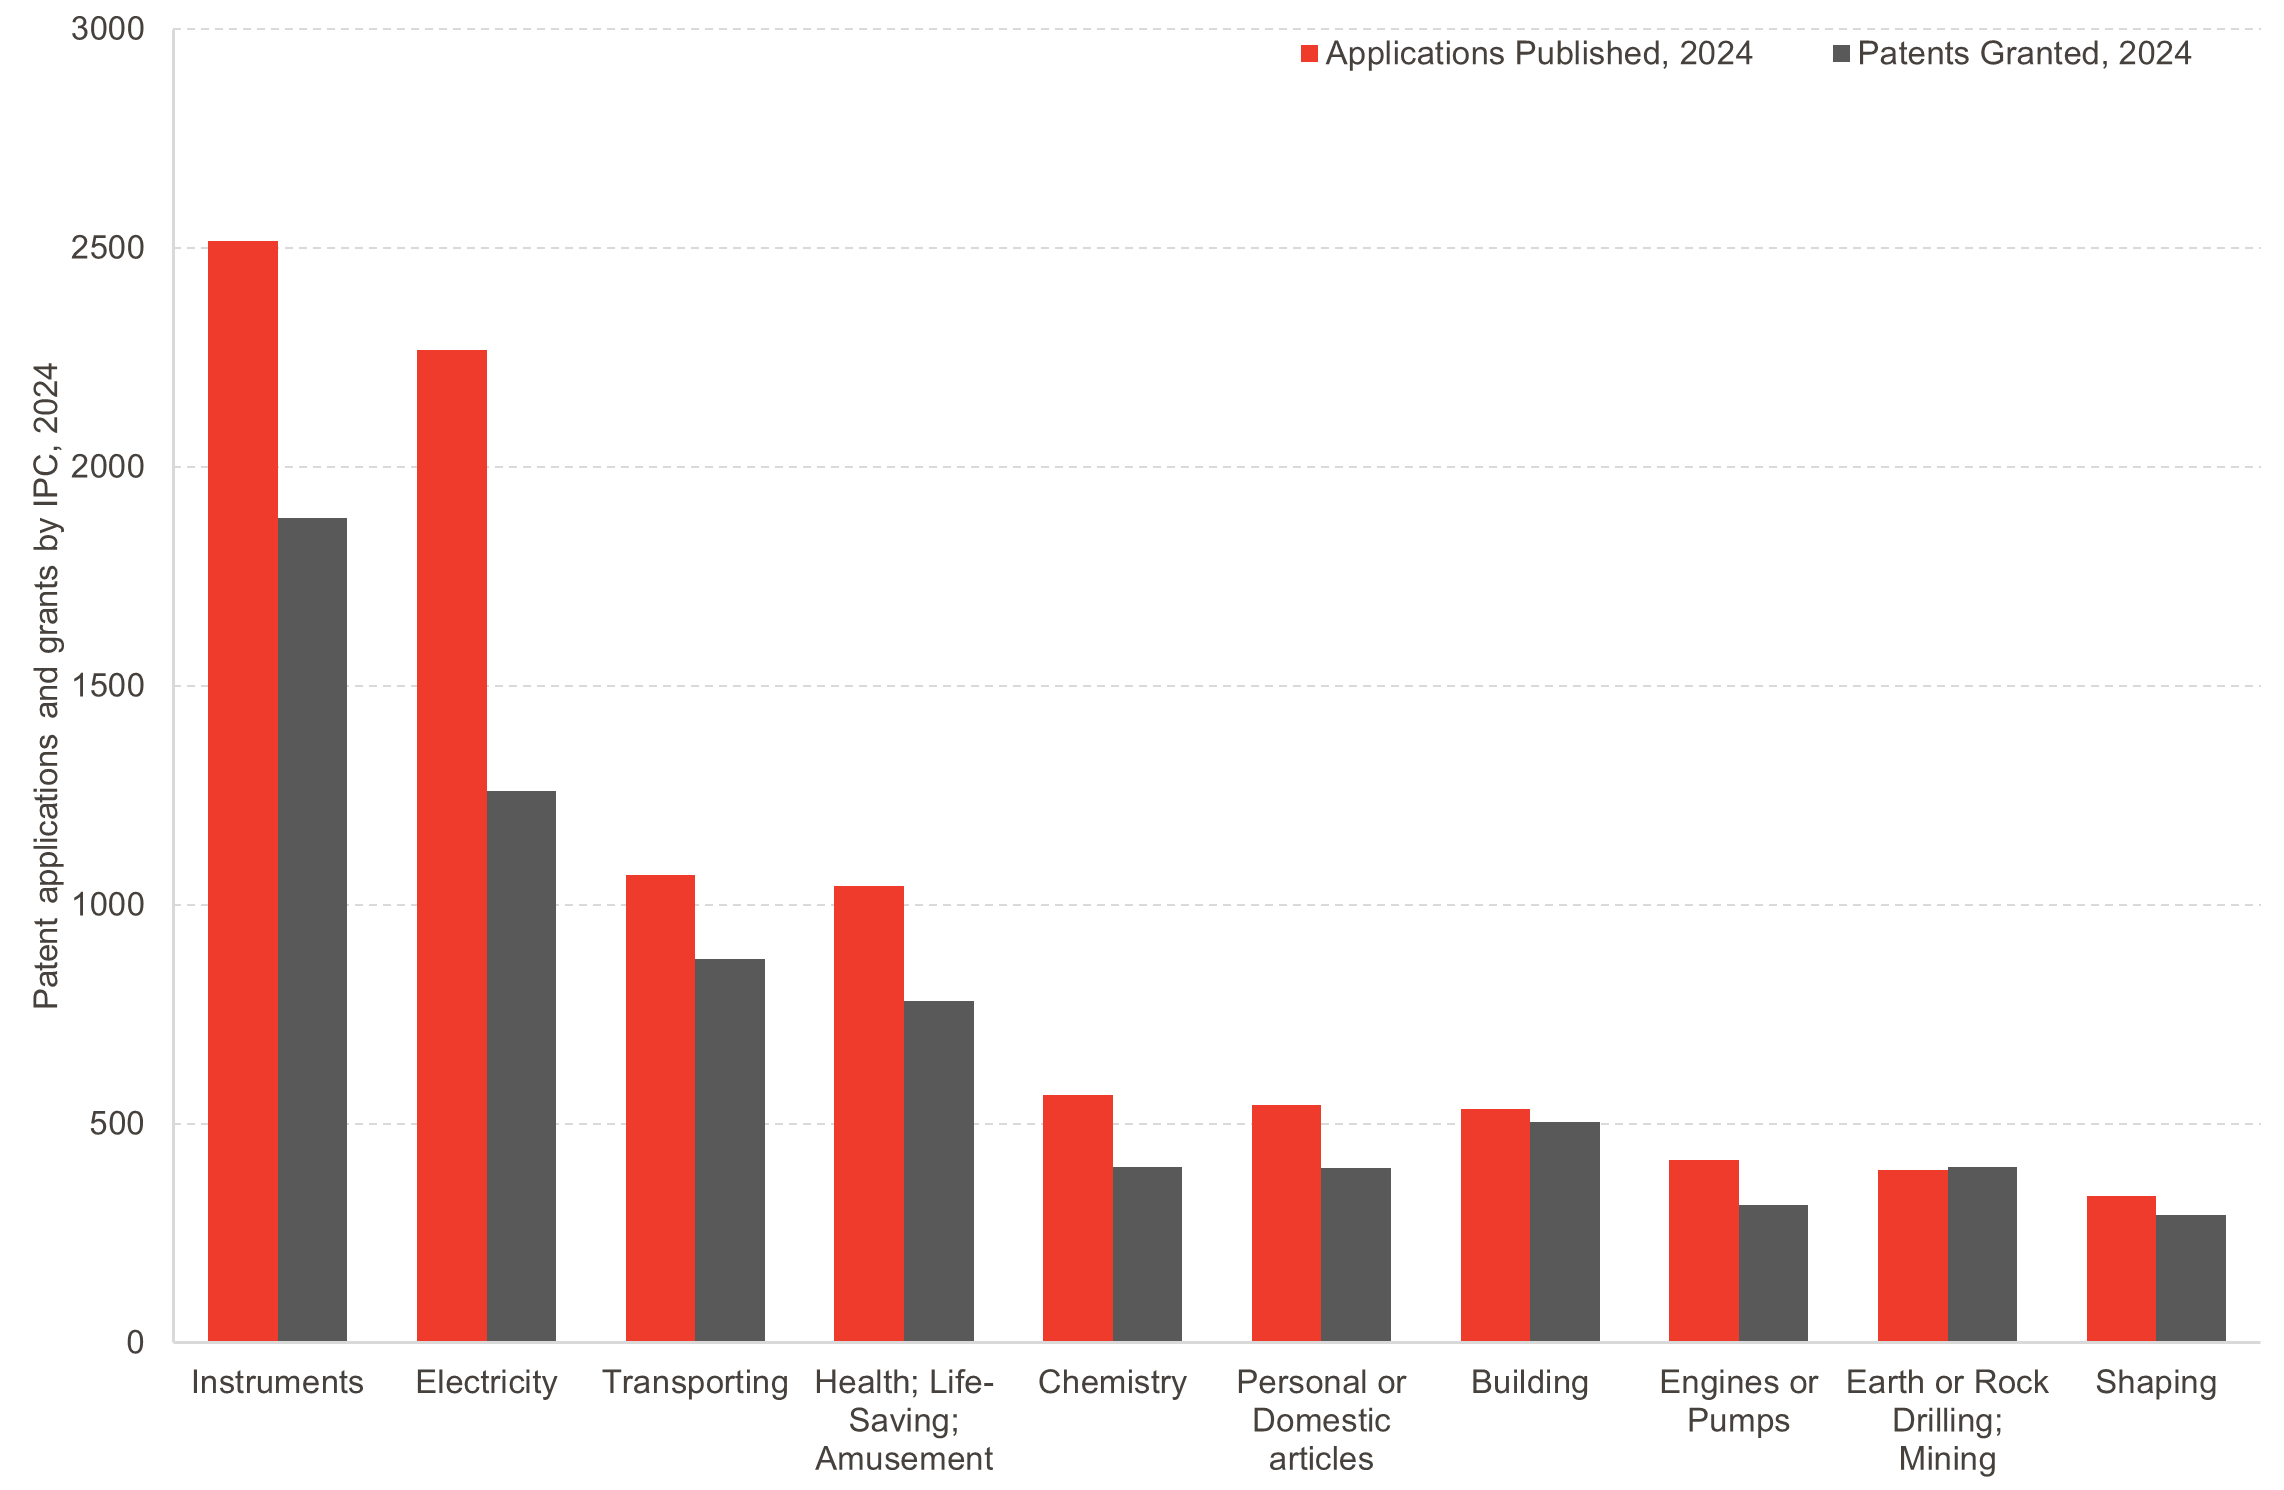 Applications Published, 2024
Patents Granted, 2024
Patent applications and grants by IPC, 2024
3000
2500
2000
1500
1000
500
0
Instruments
Electricity
Transporting
Health; Life-
Saving;
Amusement
Chemistry
Personal or
Domestic
articles
Building
Engines or
Pumps
Earth or Rock
Drilling;
Mining
Shaping